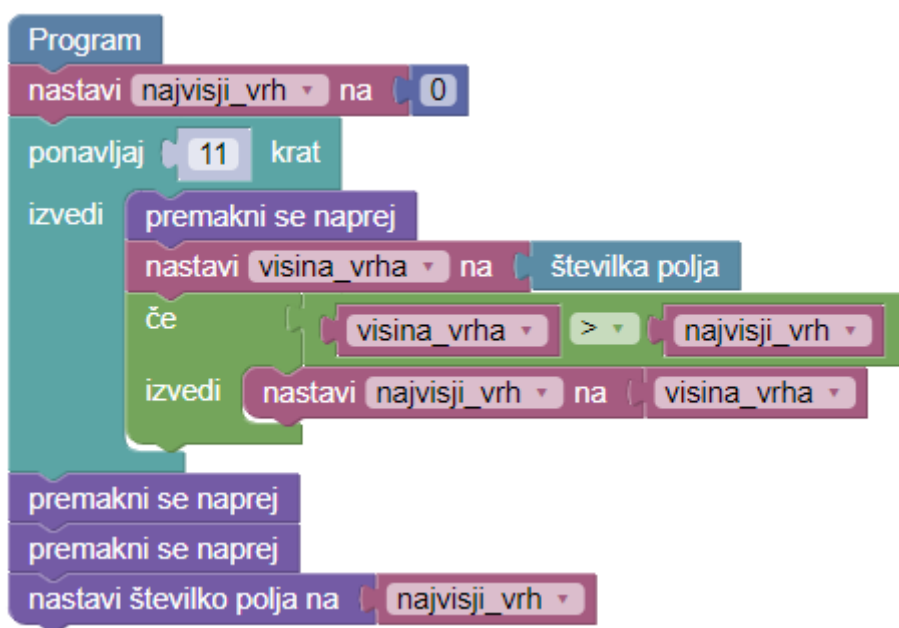 Program
nastavi najvisji_vrh na 0
ponavljaj 11 krat
izvedi premakni se naprej
nastavi visina_vrha na številka polja
če visina_vrha > najvisji_vrh
izvedi nastavi najvisji_vrh na visina_vrha
premakni se naprej
premakni se naprej
nastavi številko polja na najvisji_vrh